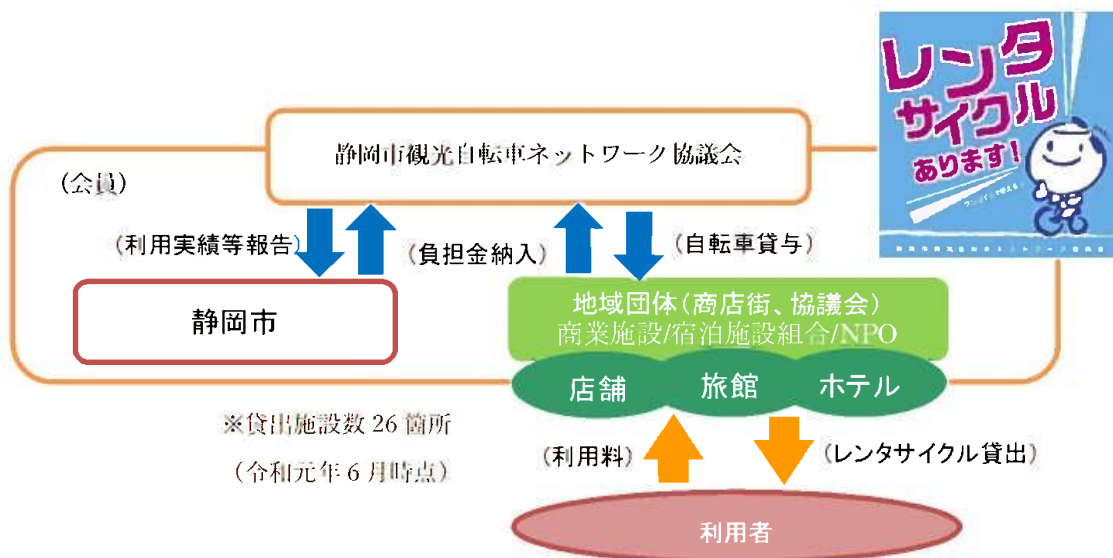 レンタ
サイクル
あります!
静岡市観光自転車ネットワーク協議会
(会員)
(利用実績等報告)
(負担金納入)
(自転車貸与)
静岡市
地域団体(商店街、協議会)
商業施設/宿泊施設組合/NPO
店舗
旅館
ホテル
※貸出施設数 26 箇所
(令和元年 6 月時点)
(利用料)
(レンタサイクル貸出)
利用者